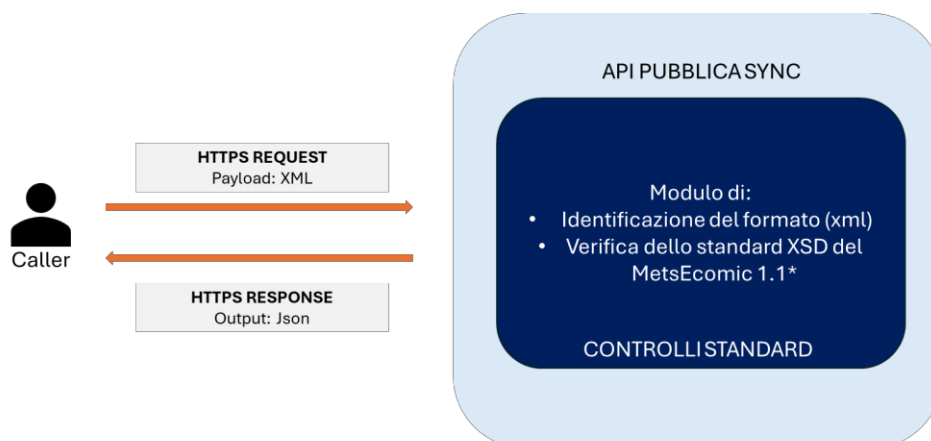 API PUBBLICA SYNC
HTTPS REQUEST
Payload: XML
Caller
HTTPS RESPONSE
Output: Json
Modulo di:
• Identificazione del formato (xml)
• Verifica dello standard XSD del
MetsEcomic 1.1*
CONTROLLI STANDARD